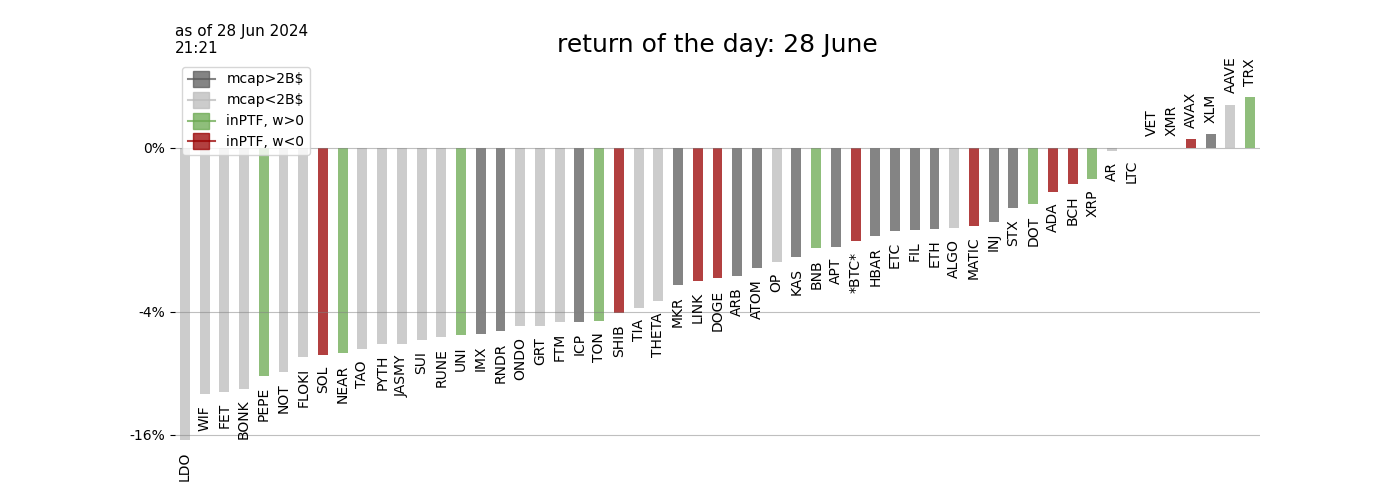 as of 28 Jun 2024
21:21
return of the day: 28 June
mcap>2B$
mcap<2B$
inPTF, w>0
inPTF, w<0
0%
-4%
-16%
LDO
WIF
FET
BONK
PEPE
NOT
FLOKI
SOL
NEAR
TAO
PYTH
JASMY
SUI
RUNE
UNI
IMX
RNDR
ONDO
GRT
FTM
ICP
TON
SHIB
TIA
THETA
MKR
LINK
DOGE
ARB
ATOM
OP
KAS
BNB
APT
*BTC*
HBAR
ETC
FIL
ETH
ALGO
MATIC
INJ
STX
DOT
ADA
BCH
XRP
AR
LTC
VET
XMR
AVAX
XLM
AAVE
TRX